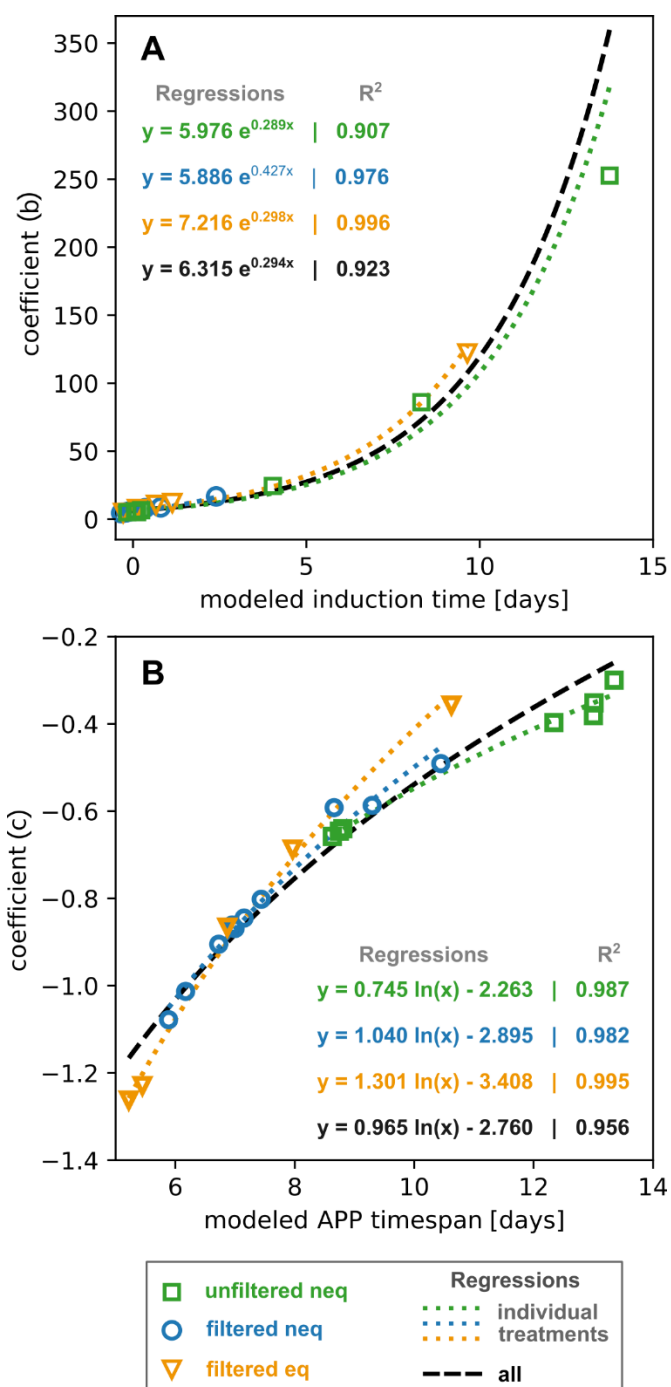 A
Regressions R²
y = 5.976 e^0.289x | 0.907
y = 5.886 e^0.427x | 0.976
y = 7.216 e^0.298x | 0.996
y = 6.315 e^0.294x | 0.923
350
300
250
200
150
100
50
0
coefficient (b)
0 5 10 15
modeled induction time [days]
B
−0.2
−0.4
−0.6
−0.8
−1.0
−1.2
−1.4
coefficient (c)
Regressions R²
y = 0.745 ln(x) - 2.263 | 0.987
y = 1.040 ln(x) - 2.895 | 0.982
y = 1.301 ln(x) - 3.408 | 0.995
y = 0.965 ln(x) - 2.760 | 0.956
6 8 10 12 14
modeled APP timespan [days]
unfiltered neq
filtered neq
filtered eq
Regressions
individual
treatments
all